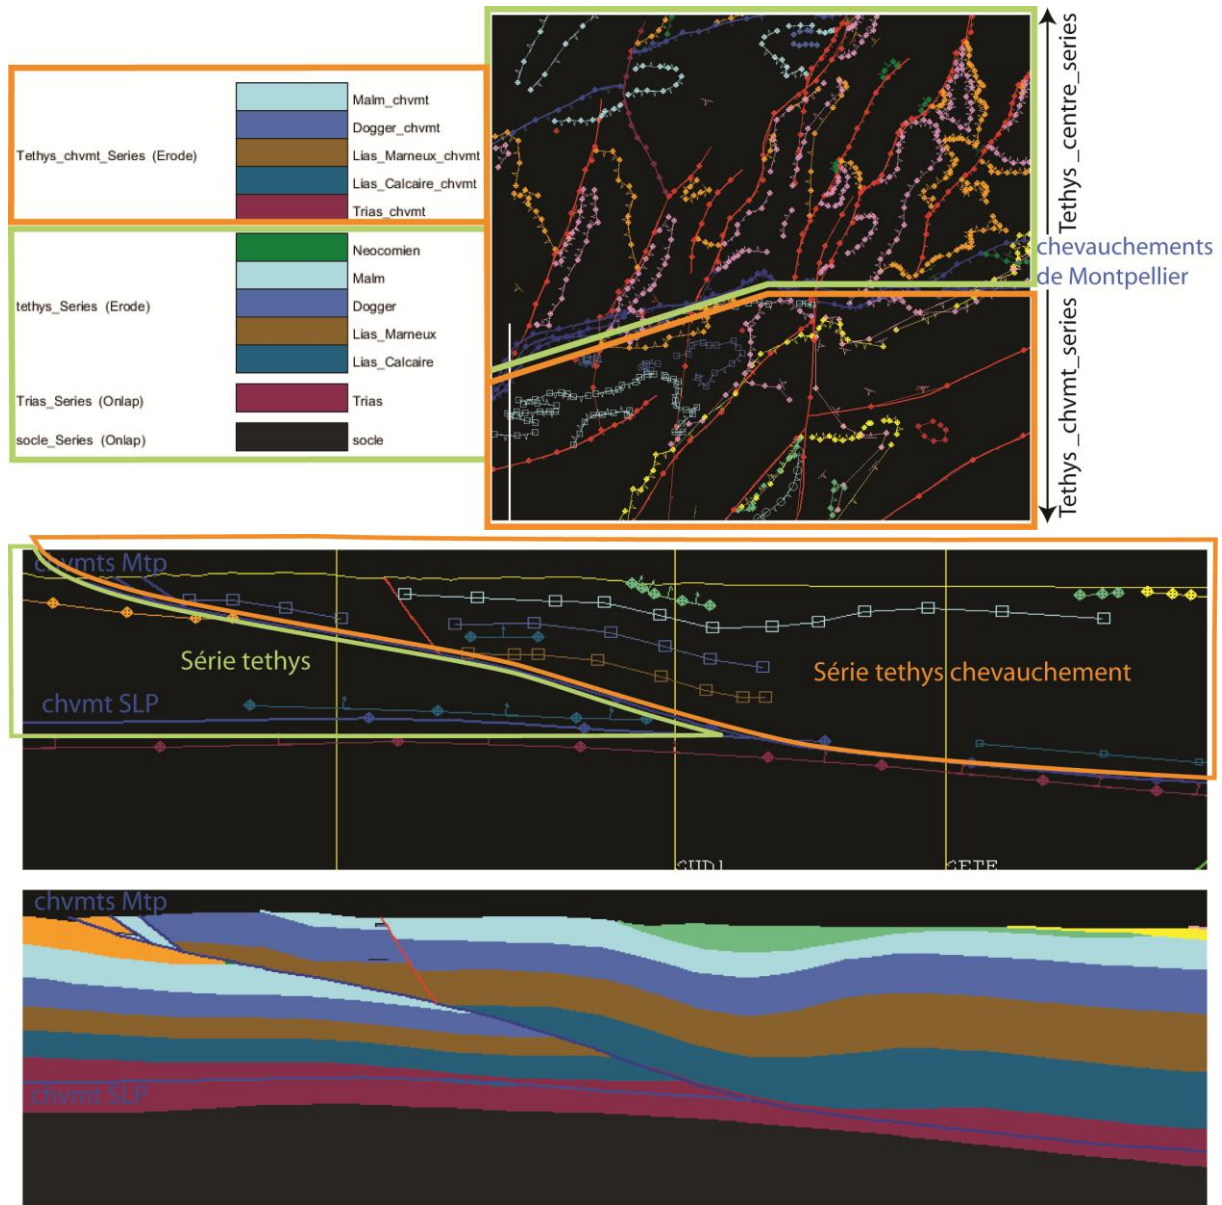 Tethys_chvmt_Series (Erode)
Malm_chvmt
Dogger_chvmt
Lias_Marneux_chvmt
Lias_Calcaire_chvmt
Trias_chvmt
tethys_Series (Erode)
Neocomien
Malm
Dogger
Lias_Marneux
Lias_Calcaire
Trias_Series (Onlap)
Trias
socle_Series (Onlap)
socle
Tethys _centre_series
chevauchements
de Montpellier
Tethys _chvmt_series
chvmts Mtp
Série tethys
Série tethys chevauchement
chvmt SLP
chvmts Mtp
chvmt SLP